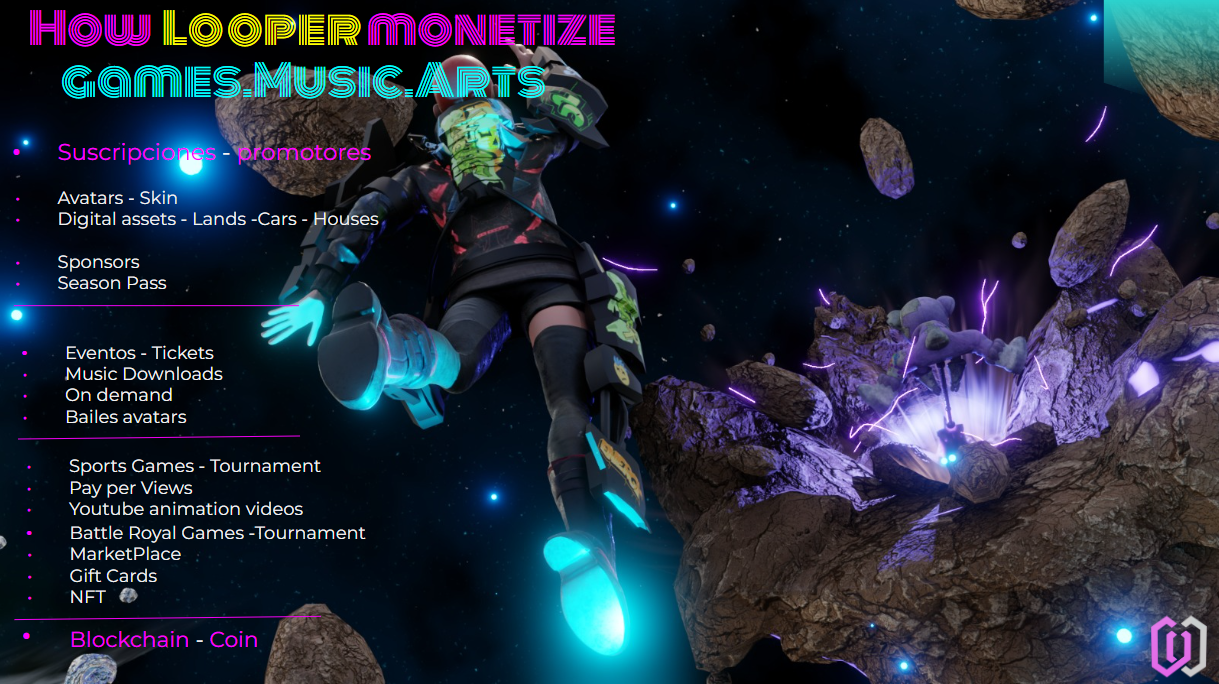 How Looper monetize
games.Music.Arts
Suscripciones - promotores
Avatars - Skin
Digital assets - Lands -Cars - Houses
Sponsors
Season Pass
Eventos - Tickets
Music Downloads
On demand
Bailes avatars
Sports Games - Tournament
Pay per Views
Youtube animation videos
Battle Royal Games -Tournament
MarketPlace
Gift Cards
NFT
Blockchain - Coin